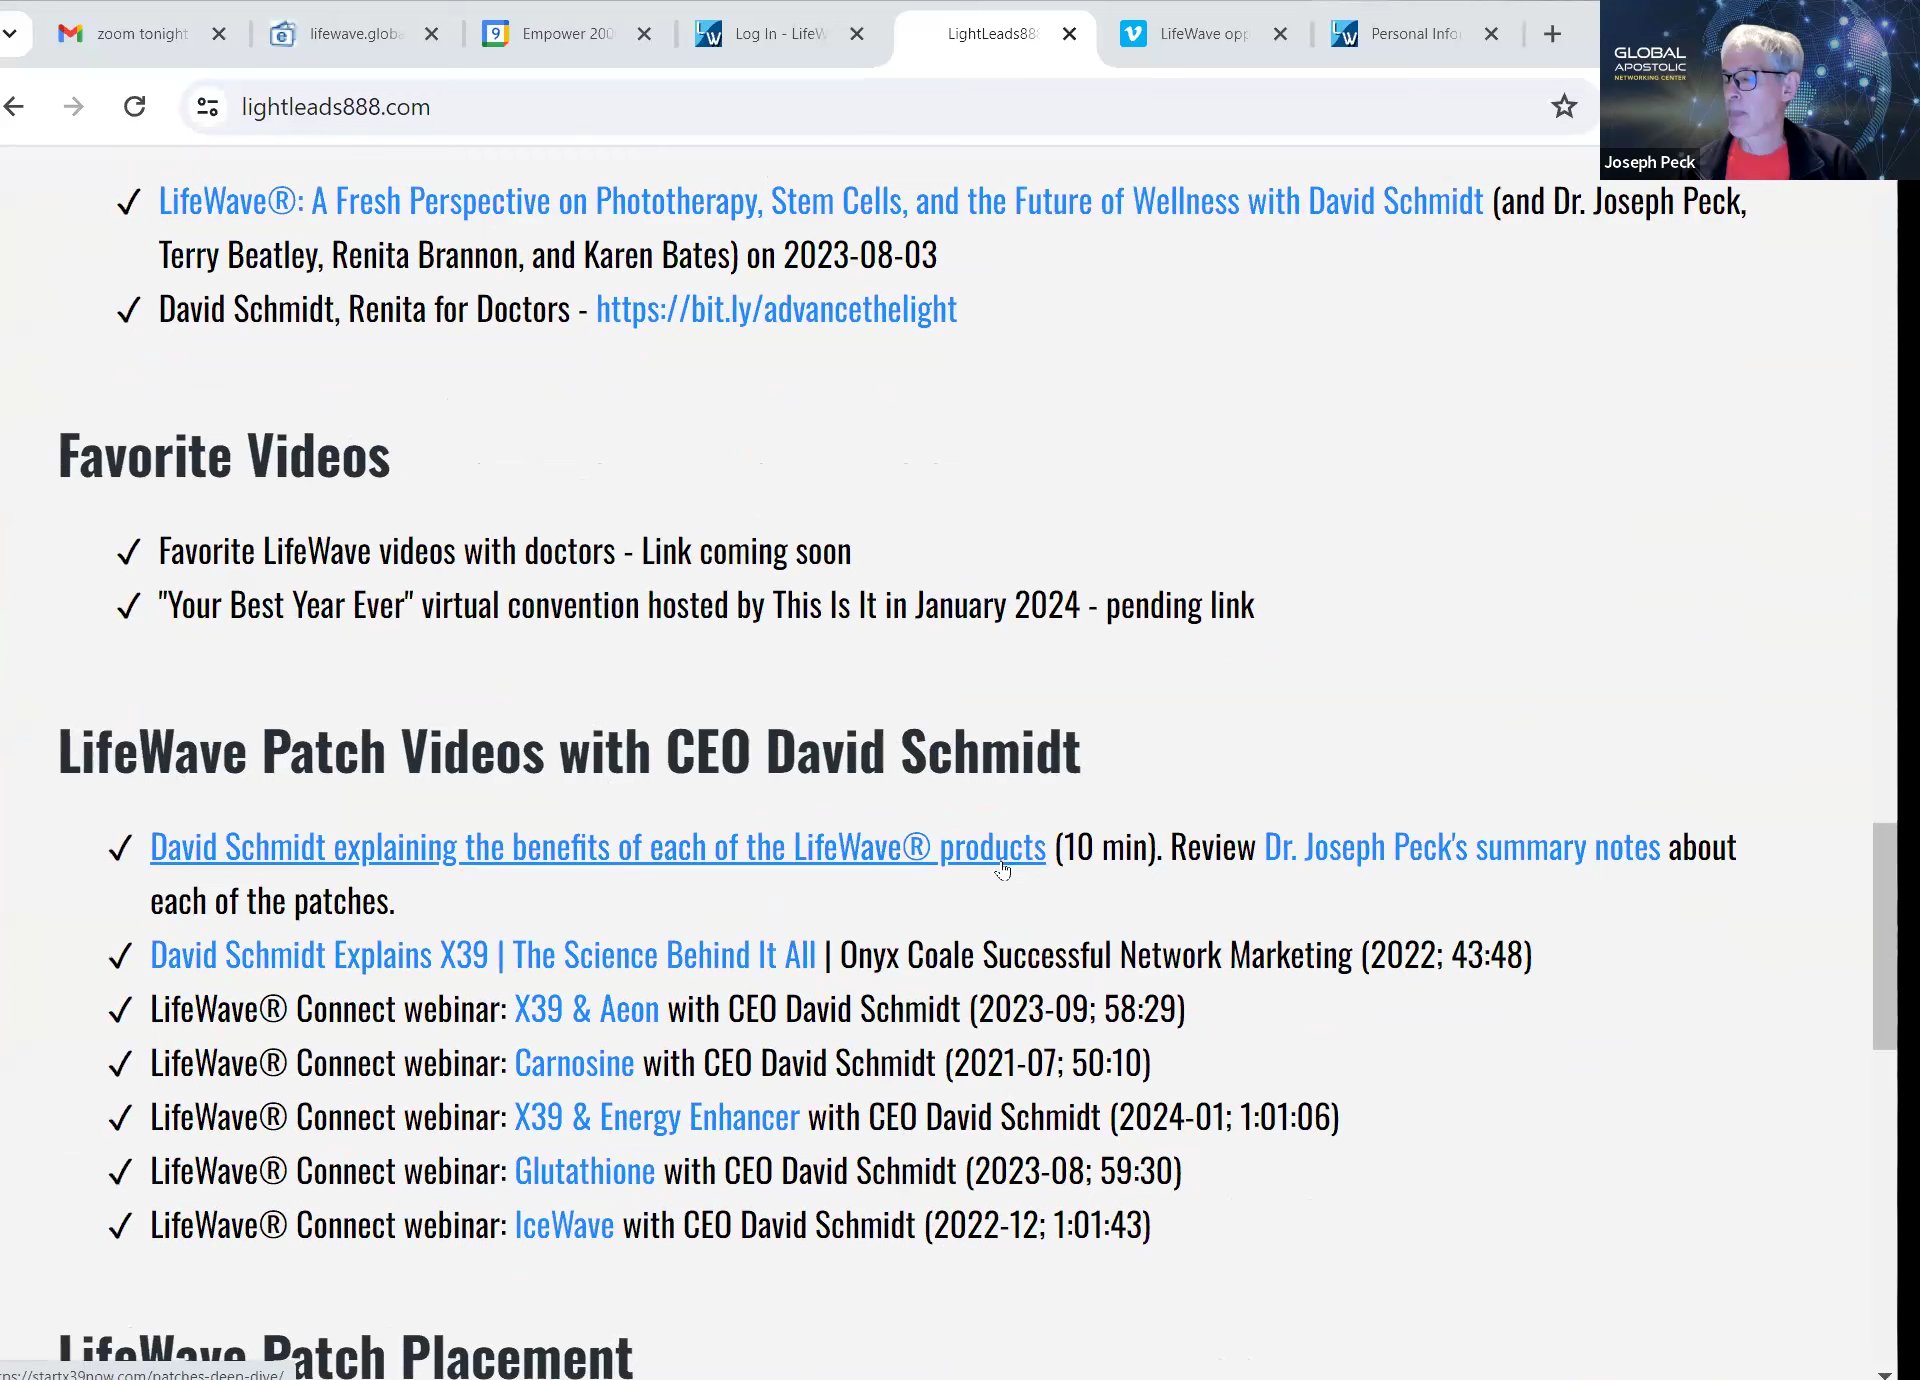 zoom tonight
lifewave.globa
Empower 200
Log In - LifeW
LightLeads88
LifeWave opp
Personal Info
lightleads888.com
GLOBAL
APOSTOLIC
NETWORKING CENTER
Joseph Peck
LifeWave®: A Fresh Perspective on Phototherapy, Stem Cells, and the Future of Wellness with David Schmidt (and Dr. Joseph Peck,
Terry Beatley, Renita Brannon, and Karen Bates) on 2023-08-03
David Schmidt, Renita for Doctors - https://bit.ly/advancethelight
Favorite Videos
Favorite LifeWave videos with doctors - Link coming soon
"Your Best Year Ever" virtual convention hosted by This Is It in January 2024 - pending link
LifeWave Patch Videos with CEO David Schmidt
David Schmidt explaining the benefits of each of the LifeWave® products (10 min). Review Dr. Joseph Peck's summary notes about
each of the patches.
David Schmidt Explains X39 | The Science Behind It All | Onyx Coale Successful Network Marketing (2022; 43:48)
LifeWave® Connect webinar: X39 & Aeon with CEO David Schmidt (2023-09; 58:29)
LifeWave® Connect webinar: Carnosine with CEO David Schmidt (2021-07; 50:10)
LifeWave® Connect webinar: X39 & Energy Enhancer with CEO David Schmidt (2024-01; 1:01:06)
LifeWave® Connect webinar: Glutathione with CEO David Schmidt (2023-08; 59:30)
LifeWave® Connect webinar: IceWave with CEO David Schmidt (2022-12; 1:01:43)
LifeWave Patch Placement
ps://startx39now.com/patches-deep-dive/